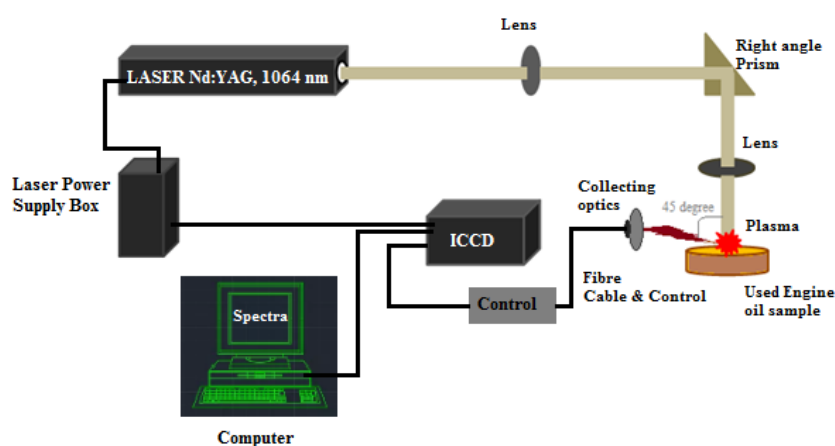 Lens
Right angle
Prism
LASER Nd:YAG, 1064 nm
Lens
Laser Power
Supply Box
Collecting
optics
45 degree
Plasma
ICCD
Used Engine
oil sample
Fibre
Cable & Control
Control
Spectra
Computer